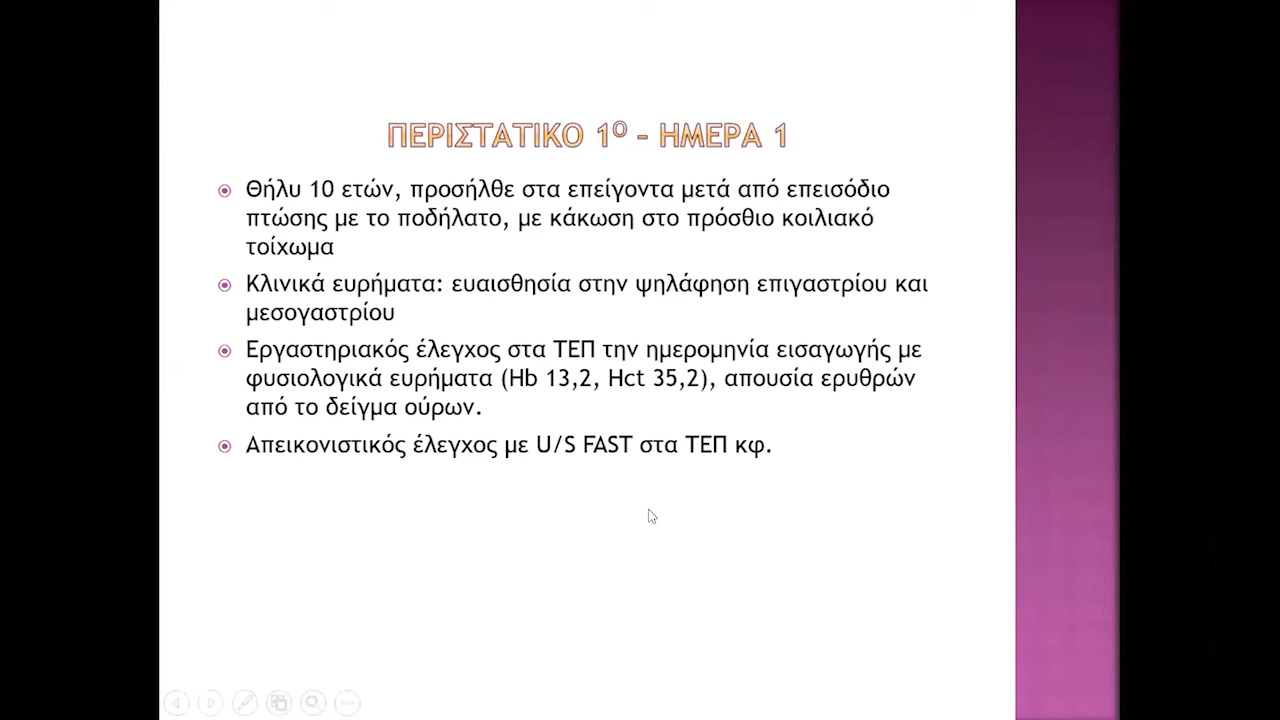 ΠΕΡΙΣΤΑΤΙΚΟ 1Ο – ΗΜΕΡΑ 1
Θήλυ 10 ετών, προσήλθε στα επείγοντα μετά από επεισόδιο
πτώσης με το ποδήλατο, με κάκωση στο πρόσθιο κοιλιακό
τοίχωμα
Κλινικά ευρήματα: ευαισθησία στην ψηλάφηση επιγαστρίου και
μεσογαστρίου
Εργαστηριακός έλεγχος στα ΤΕΠ την ημερομηνία εισαγωγής με
φυσιολογικά ευρήματα (Hb 13,2, Hct 35,2), απουσία ερυθρών
από το δείγμα ούρων.
Απεικονιστικός έλεγχος με U/S FAST στα ΤΕΠ κφ.